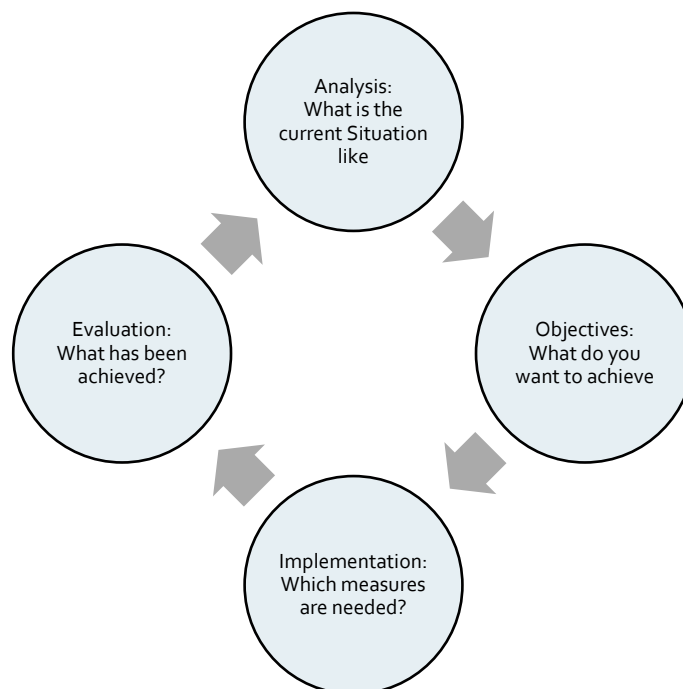 Analysis:
What is the
current Situation
like
Objectives:
What do you
want to achieve
Implementation:
Which measures
are needed?
Evaluation:
What has been
achieved?